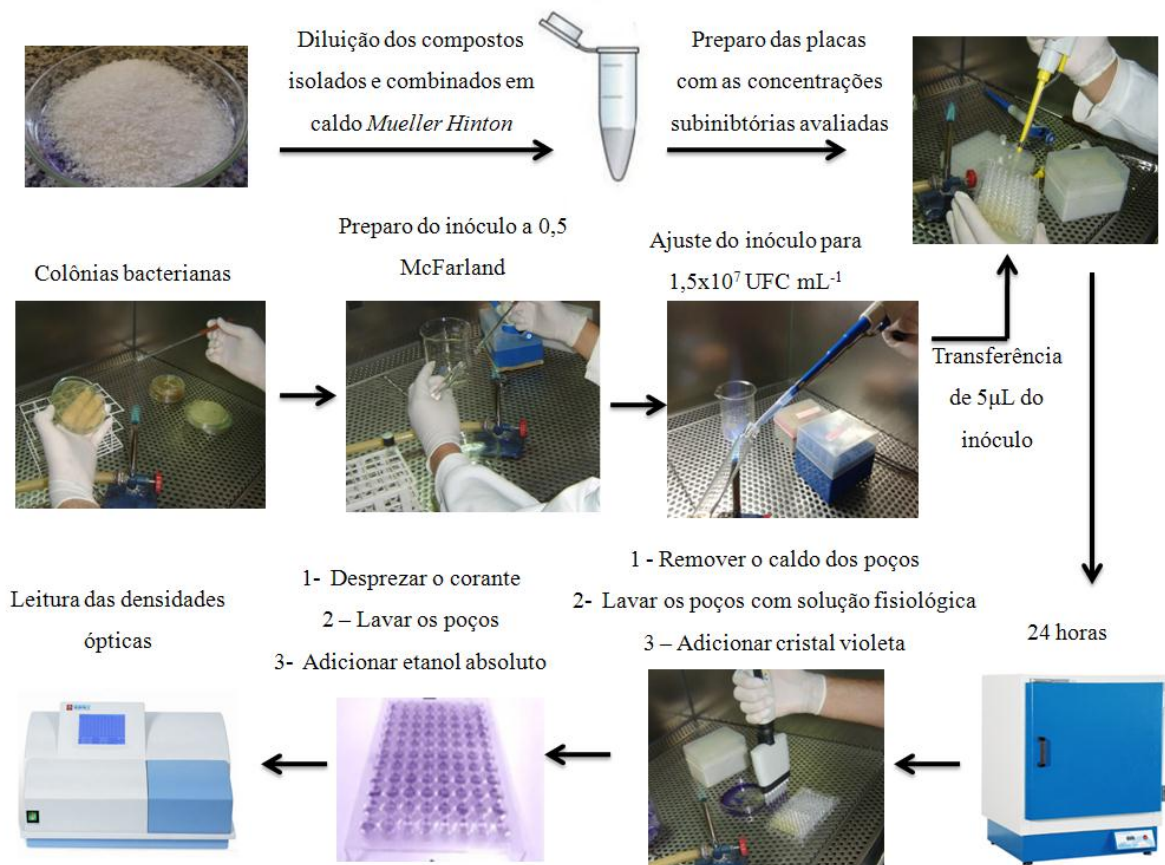 Diluição dos compostos
isolados e combinados em
caldo Mueller Hinton
Preparo das placas
com as concentrações
subinibtórias avaliadas
Colônias bacterianas
Preparo do inóculo a 0,5
McFarland
Ajuste do inóculo para
1,5x10⁷ UFC mL⁻¹
Transferência
de 5µL do
inóculo
24 horas
1 - Remover o caldo dos poços
2- Lavar os poços com solução fisiológica
3 – Adicionar cristal violeta
1- Desprezar o corante
2 – Lavar os poços
3- Adicionar etanol absoluto
Leitura das densidades
ópticas